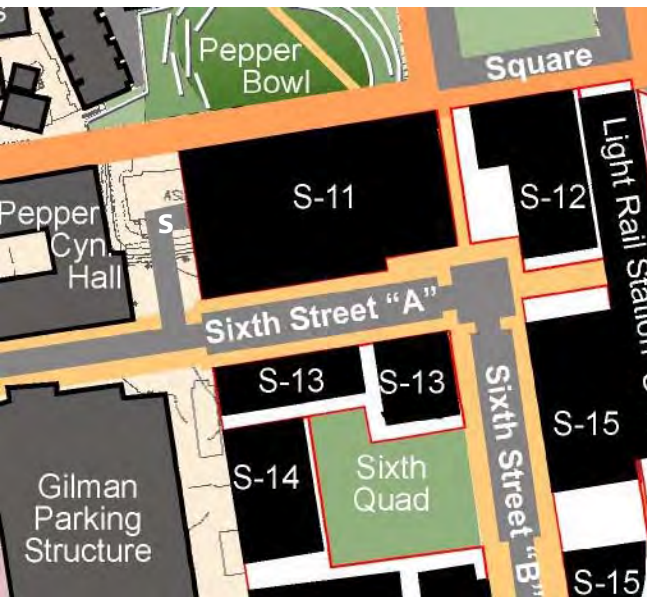 Pepper
Bowl
Square
S-11
S-12
Light Rail Station
Pepper
Cyn.
Hall
S
Sixth Street “A”
S-13
S-13
Sixth Street “B”
S-15
S-14
Sixth
Quad
Gilman
Parking
Structure
S-15